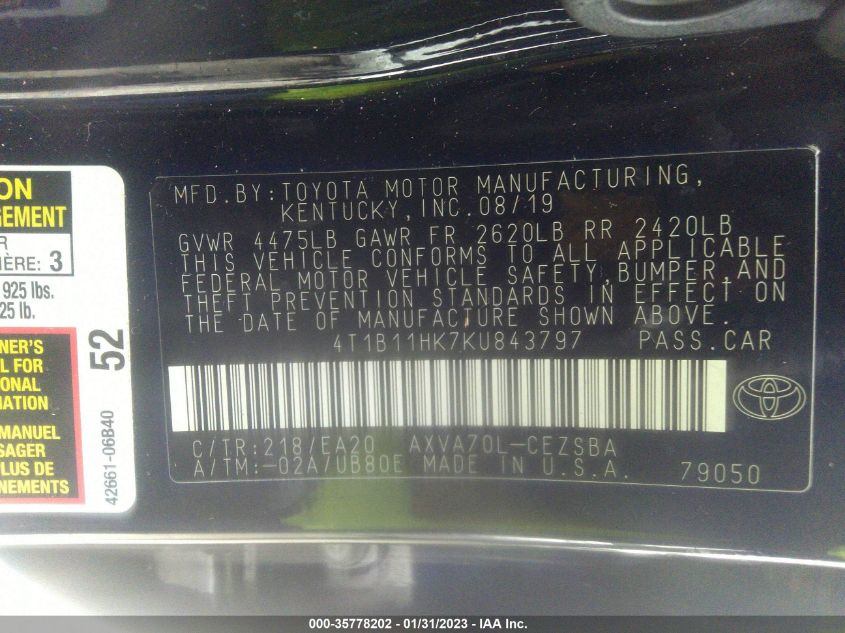 ON
GEMENT
R
IÈRE: 3
925 lbs.
25 lb.
NER'S
L FOR
ONAL
MATION
MANUEL
SAGER
PLUS DE
NEMENTS
52
42661-06B40
MFD.BY:TOYOTA MOTOR MANUFACTURING,
KENTUCKY,INC.08/19
GVWR 4475LB GAWR FR 2620LB RR 2420LB
THIS VEHICLE CONFORMS TO ALL APPLICABLE
FEDERAL MOTOR VEHICLE SAFETY,BUMPER,AND
THEFT PREVENTION STANDARDS IN EFFECT ON
THE DATE OF MANUFACTURE SHOWN ABOVE.
4T1B11HK7KU843797 PASS.CAR
C/TR:218/EA20 AXVA70L-CEZSBA
A/TM:-02A/UB80E MADE IN U.S.A. 79050
000-35778202 - 01/31/2023 - IAA Inc.